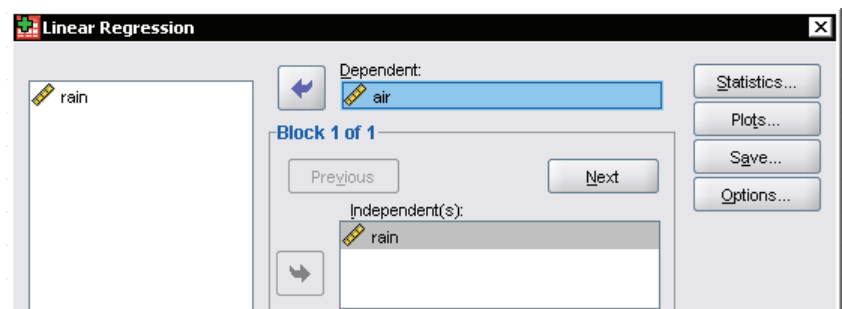 Linear Regression
rain
Dependent:
air
Block 1 of 1
Previous
Next
Independent(s):
rain
Statistics...
Plots...
Save...
Options...